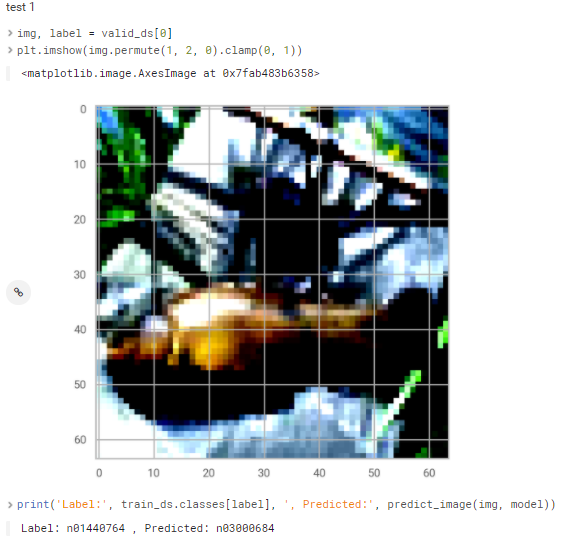 test 1
img, label = valid_ds[0]
plt.imshow(img.permute(1, 2, 0).clamp(0, 1))
<matplotlib.image.AxesImage at 0x7fab483b6358>
0
10
20
30
40
50
60
0 10 20 30 40 50 60
print('Label:', train_ds.classes[label], ', Predicted:', predict_image(img, model))
Label: n01440764 , Predicted: n03000684